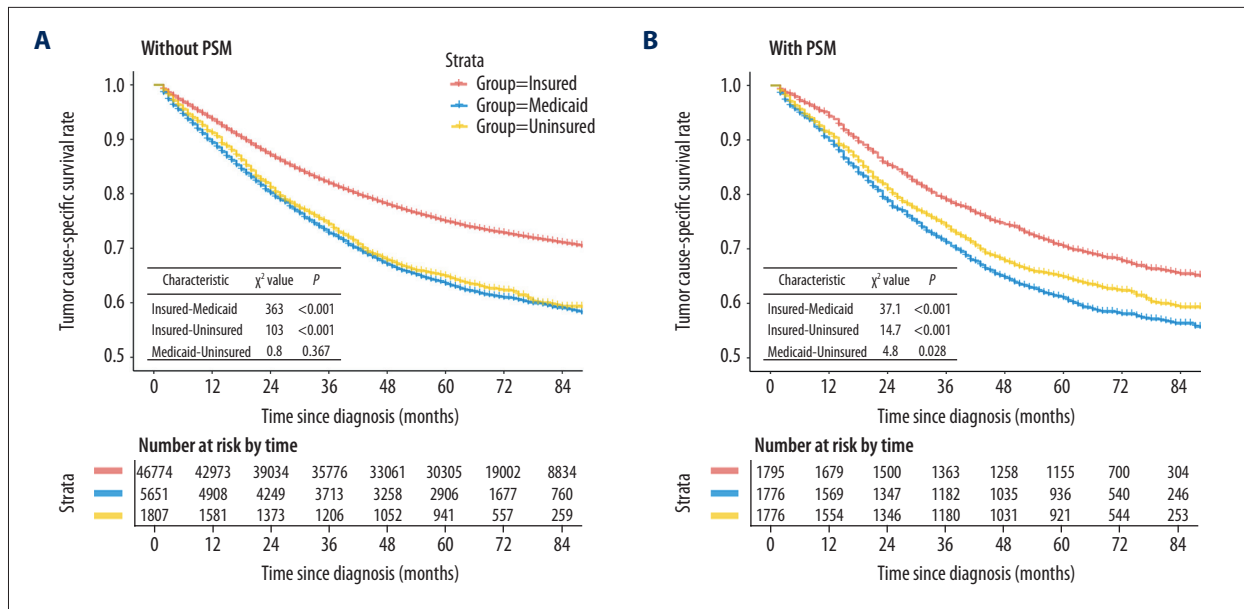 A
Without PSM
Strata
Group=Insured
Group=Medicaid
Group=Uninsured
Tumor cause-specific survival rate
1.0
0.9
0.8
0.7
0.6
0.5
Characteristic χ² value P
Insured-Medicaid 363 <0.001
Insured-Uninsured 103 <0.001
Medicaid-Uninsured 0.8 0.367
0 12 24 36 48 60 72 84
Time since diagnosis (months)
Number at risk by time
Strata
46774 42973 39034 35776 33061 30305 19002 8834
5651 4908 4249 3713 3258 2906 1677 760
1807 1581 1373 1206 1052 941 557 259
0 12 24 36 48 60 72 84
Time since diagnosis (months)
B
With PSM
Tumor cause-specific survival rate
1.0
0.9
0.8
0.7
0.6
0.5
Characteristic χ² value P
Insured-Medicaid 37.1 <0.001
Insured-Uninsured 14.7 <0.001
Medicaid-Uninsured 4.8 0.028
0 12 24 36 48 60 72 84
Time since diagnosis (months)
Number at risk by time
Strata
1795 1679 1500 1363 1258 1155 700 304
1776 1569 1347 1182 1035 936 540 246
1776 1554 1346 1180 1031 921 544 253
0 12 24 36 48 60 72 84
Time since diagnosis (months)